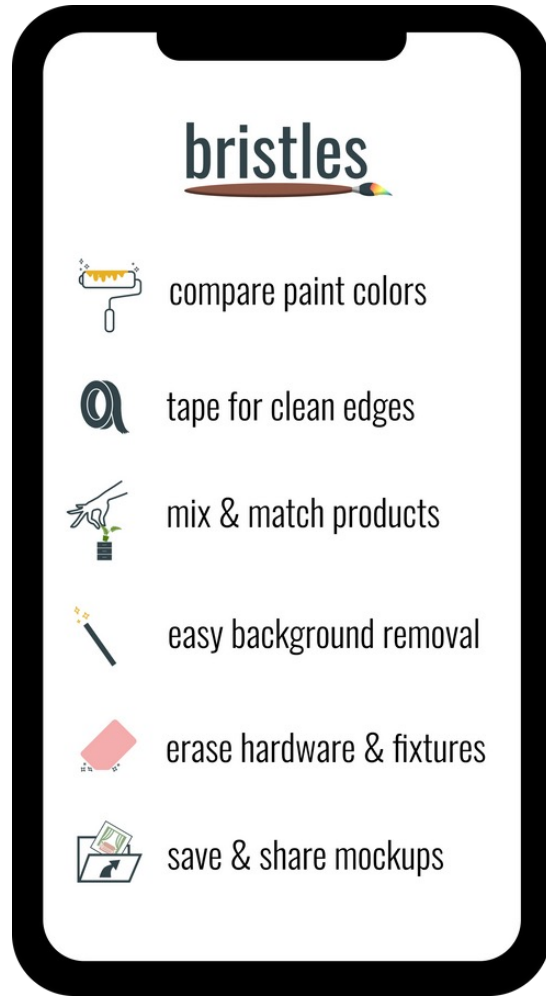 bristles
compare paint colors
tape for clean edges
mix & match products
easy background removal
erase hardware & fixtures
save & share mockups